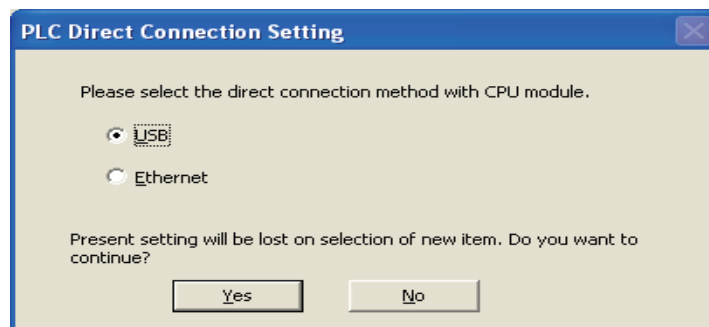 PLC Direct Connection Setting
Please select the direct connection method with CPU module.
USB
Ethernet
Present setting will be lost on selection of new item. Do you want to
continue?
Yes
No